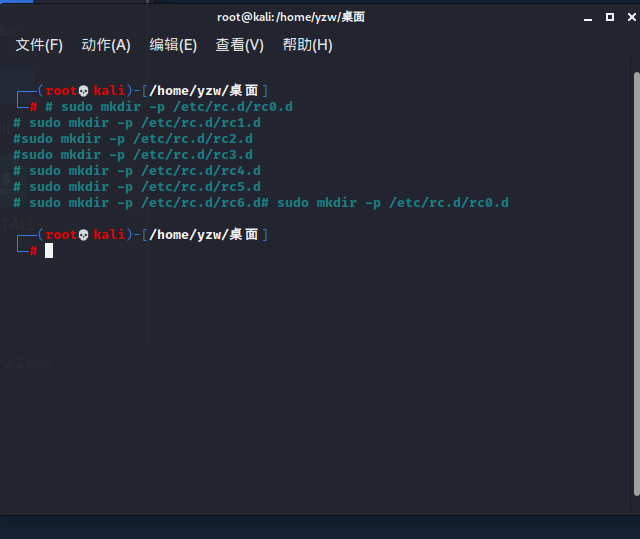 root@kali: /home/yzw/桌面
文件(F) 动作(A) 编辑(E) 查看(V) 帮助(H)
┌──(root💀kali)-[/home/yzw/桌面]
└─# # sudo mkdir -p /etc/rc.d/rc0.d
# sudo mkdir -p /etc/rc.d/rc1.d
#sudo mkdir -p /etc/rc.d/rc2.d
#sudo mkdir -p /etc/rc.d/rc3.d
# sudo mkdir -p /etc/rc.d/rc4.d
# sudo mkdir -p /etc/rc.d/rc5.d
# sudo mkdir -p /etc/rc.d/rc6.d# sudo mkdir -p /etc/rc.d/rc0.d
┌──(root💀kali)-[/home/yzw/桌面]
└─#
2.2 GiB